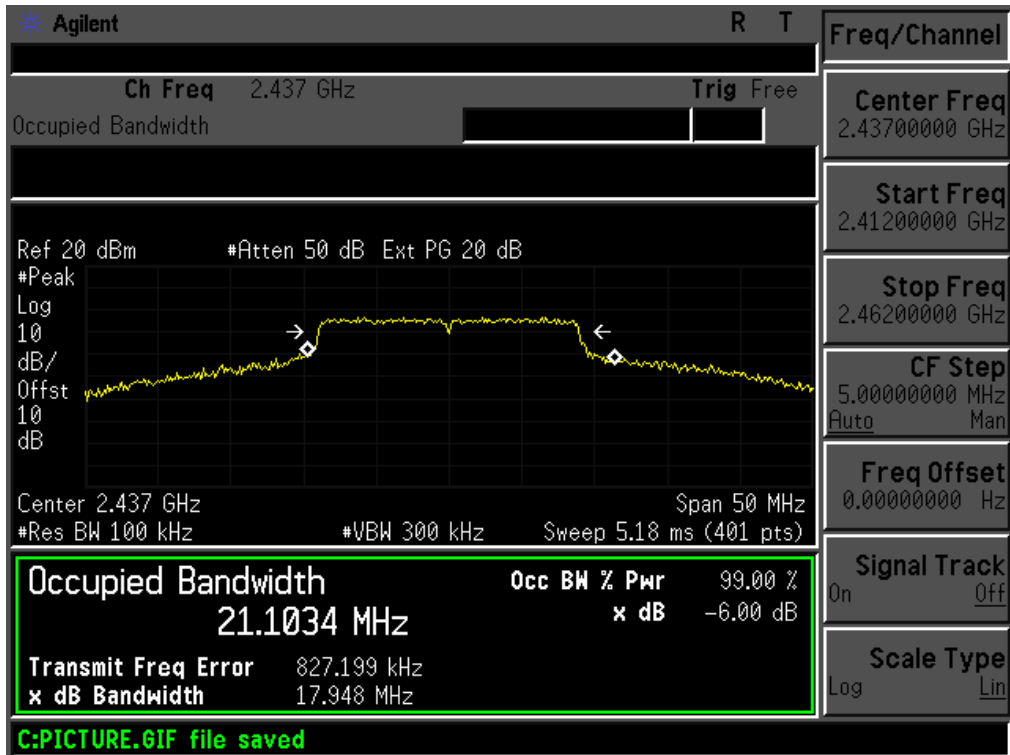 Agilent R T
Ch Freq 2.437 GHz Trig Free
Occupied Bandwidth
Ref 20 dBm #Atten 50 dB Ext PG 20 dB
#Peak
Log
10
dB/
Offst
10
dB
Center 2.437 GHz Span 50 MHz
#Res BW 100 kHz #VBW 300 kHz Sweep 5.18 ms (401 pts)
Occupied Bandwidth Occ BW % Pwr 99.00 %
21.1034 MHz x dB -6.00 dB
Transmit Freq Error 827.199 kHz
x dB Bandwidth 17.948 MHz
C:PICTURE.GIF file saved
Freq/Channel
Center Freq
2.43700000 GHz
Start Freq
2.41200000 GHz
Stop Freq
2.46200000 GHz
CF Step
5.00000000 MHz
Auto Man
Freq Offset
0.00000000 Hz
Signal Track
On Off
Scale Type
Log Lin